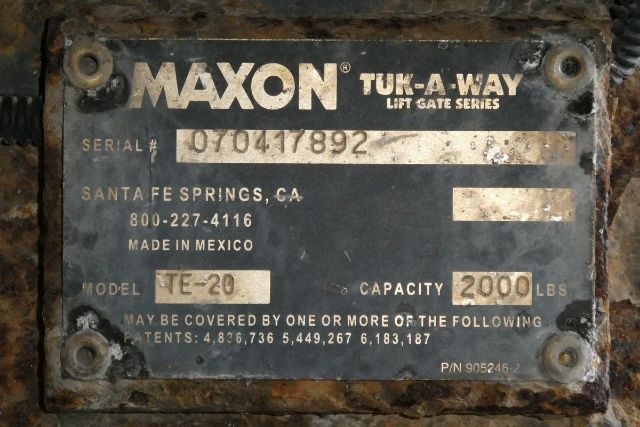 MAXON® TUK-A-WAY
LIFT GATE SERIES
SERIAL # 070417892
SANTA FE SPRINGS, CA
800-227-4116
MADE IN MEXICO
MODEL TE-20 CAPACITY 2000 LBS
MAY BE COVERED BY ONE OR MORE OF THE FOLLOWING
PATENTS: 4,836,736 5,449,267 6,183,187
P/N 905246-2